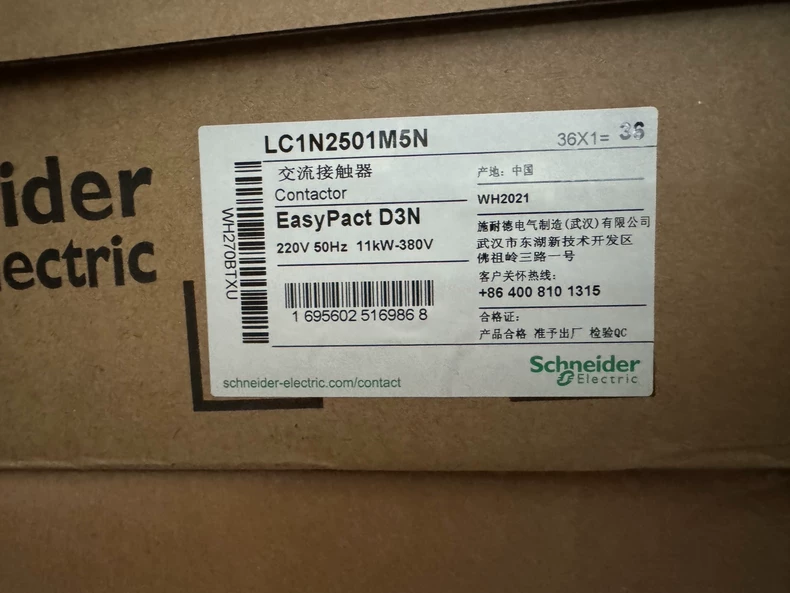 ider
ectric
LC1N2501M5N
36X1= 36
交流接触器
Contactor
EasyPact D3N
220V 50Hz 11kW-380V
1 695602 516986 8
WH270BTXU
产地: 中国
WH2021
施耐德电气制造(武汉)有限公司
武汉市东湖新技术开发区
佛祖岭三路一号
客户关怀热线:
+86 400 810 1315
合格证:
产品合格 准予出厂 检验QC
schneider-electric.com/contact
Schneider
Electric